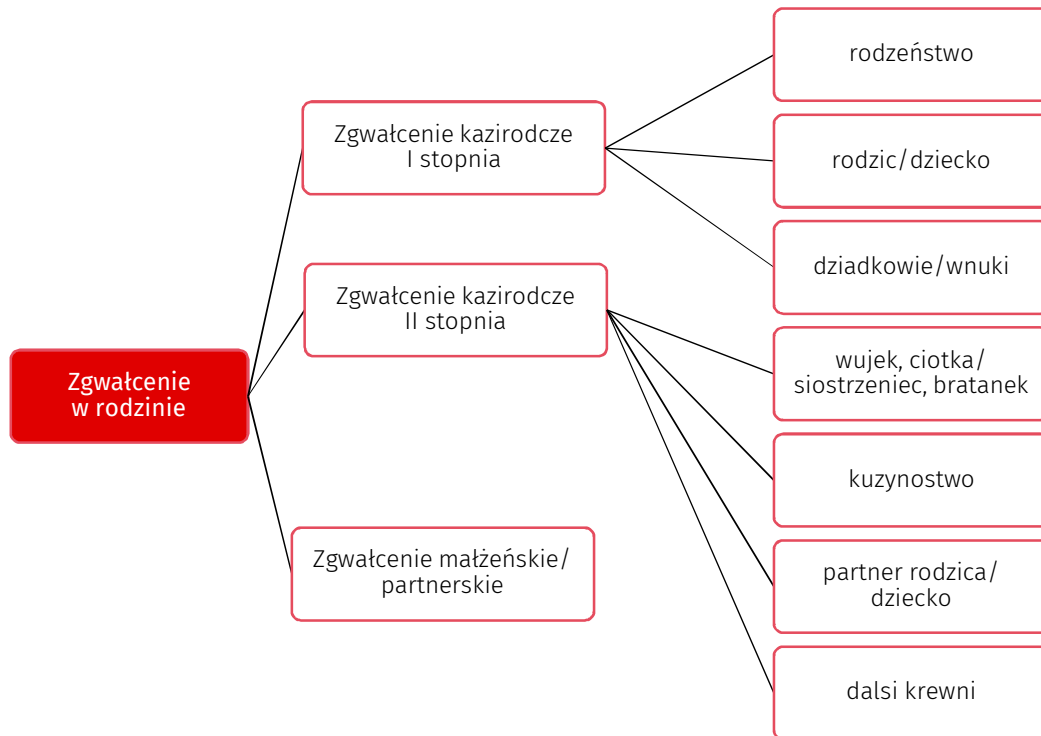 Zgwałcenie
w rodzinie
Zgwałcenie kazirodcze
I stopnia
rodzeństwo
rodzic/dziecko
dziadkowie/wnuki
Zgwałcenie kazirodcze
II stopnia
wujek, ciotka/
siostrzeniec, bratanek
kuzynostwo
partner rodzica/
dziecko
dalsi krewni
Zgwałcenie małżeńskie/
partnerskie